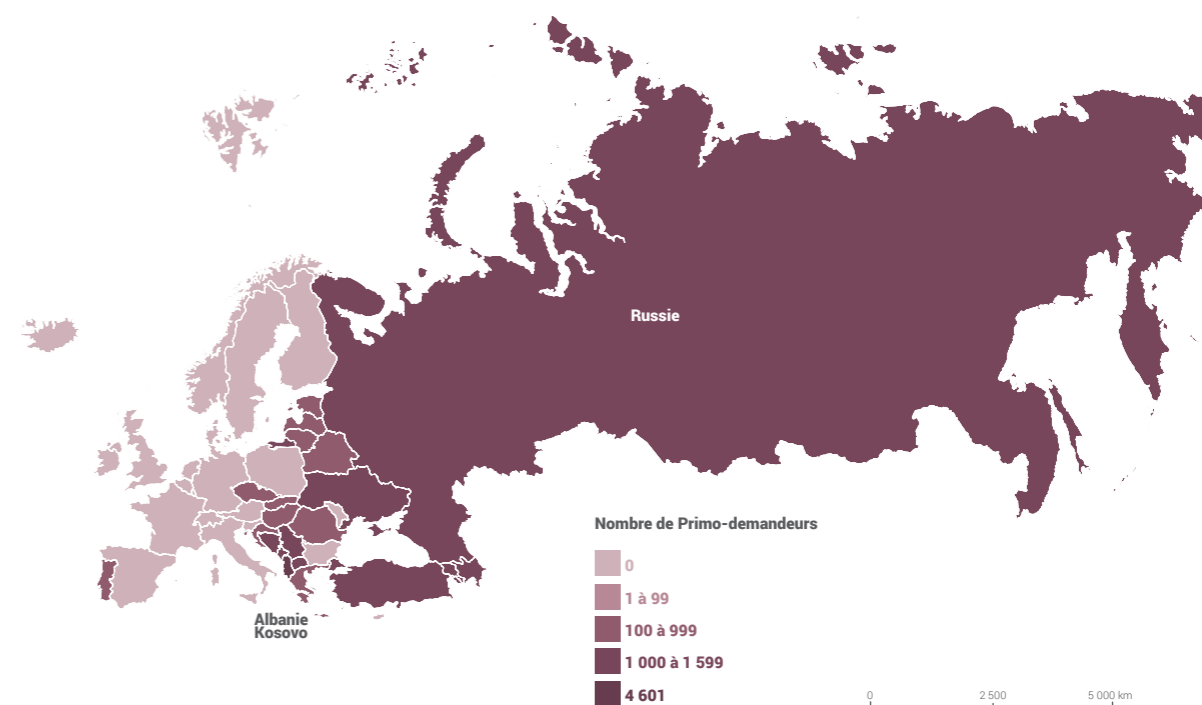 Russie
Albanie
Kosovo
Nombre de Primo-demandeurs
0
1 à 99
100 à 999
1 000 à 1 599
4 601
0 2 500 5 000 km